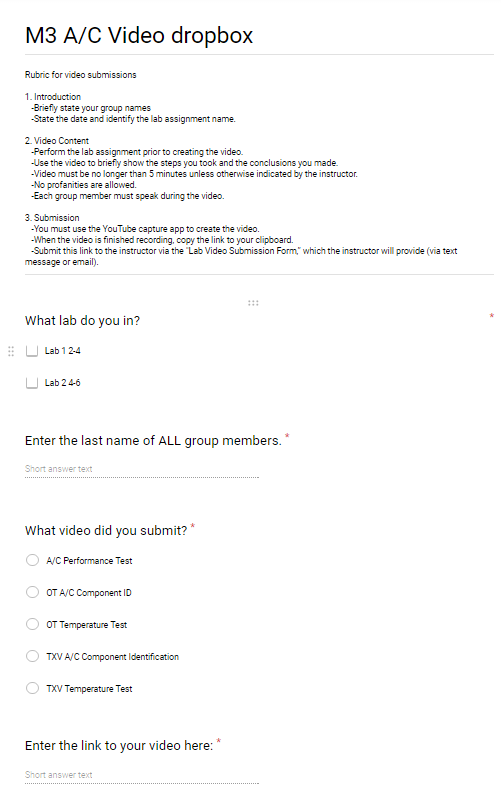 M3 A/C Video dropbox
Rubric for video submissions
1. Introduction
-Briefly state your group names
-State the date and identify the lab assignment name.
2. Video Content
-Perform the lab assignment prior to creating the video.
-Use the video to briefly show the steps you took and the conclusions you made.
-Video must be no longer than 5 minutes unless otherwise indicated by the instructor.
-No profanities are allowed.
-Each group member must speak during the video.
3. Submission
-You must use the YouTube capture app to create the video.
-When the video is finished recording, copy the link to your clipboard.
-Submit this link to the instructor via the "Lab Video Submission Form," which the instructor will provide (via text
message or email).
What lab do you in? *
Lab 1 2-4
Lab 2 4-6
Enter the last name of ALL group members. *
Short answer text
What video did you submit? *
A/C Performance Test
OT A/C Component ID
OT Temperature Test
TXV A/C Component Identification
TXV Temperature Test
Enter the link to your video here: *
Short answer text